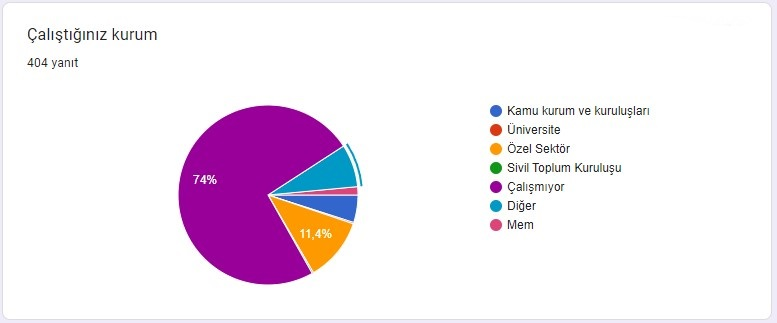 Çalıştığınız kurum
404 yanıt
74%
11,4%
Kamu kurum ve kuruluşları
Üniversite
Özel Sektör
Sivil Toplum Kuruluşu
Çalışmıyor
Diğer
Mem